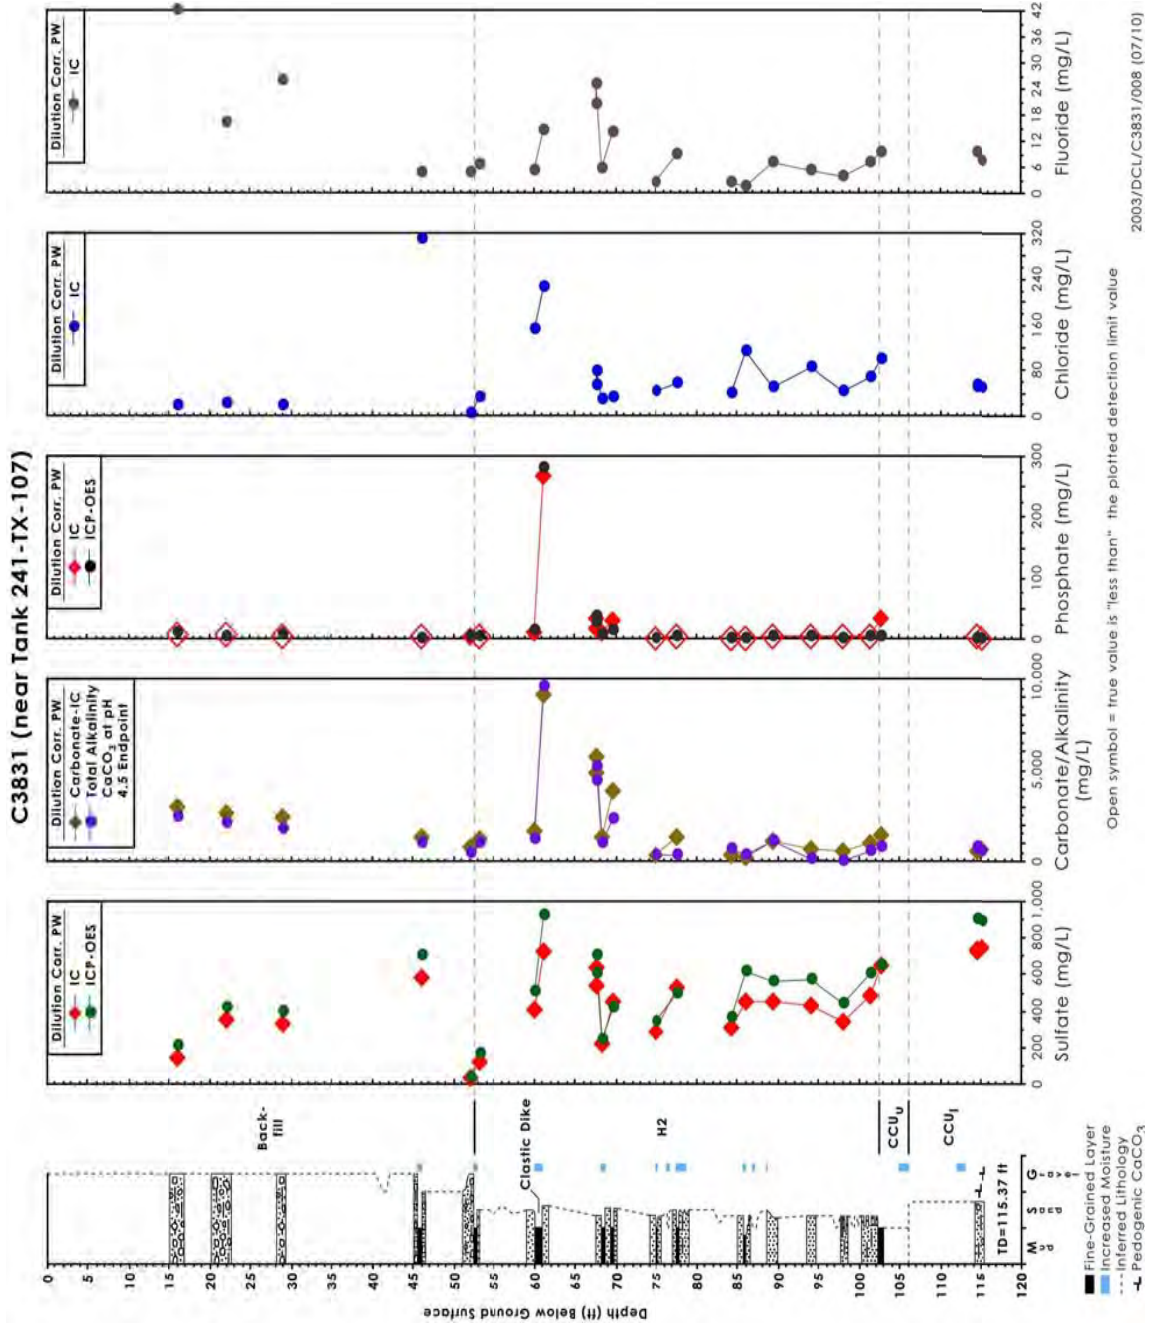 C3831 (near Tank 241-TX-107)
Depth (ft) Below Ground Surface
0
5
10
15
20
25
30
35
40
45
50
55
60
65
70
75
80
85
90
95
100
105
110
115
120
M S G
TD=115.37 ft
Back-
fill
Clastic Dike
H2
CCUu
CCUl
Dilution Corr. PW
IC
ICP-OES
0 200 400 600 800 1,000
Sulfate (mg/L)
Dilution Corr. PW
Carbonate-IC
Total Alkalinity
CaCO3 at pH
4.5 Endpoint
0 5,000 10,000
Carbonate/Alkalinity
(mg/L)
Dilution Corr. PW
IC
ICP-OES
0 100 200 300
Phosphate (mg/L)
Dilution Corr. PW
IC
0 80 160 240 320
Chloride (mg/L)
Dilution Corr. PW
IC
0 6 12 18 24 30 36 42
Fluoride (mg/L)
Fine-Grained Layer
Increased Moisture
Inferred Lithology
Pedogenic CaCO3
Open symbol = true value is "less than" the plotted detection limit value
2003/DCL/C3831/008 (07/10)